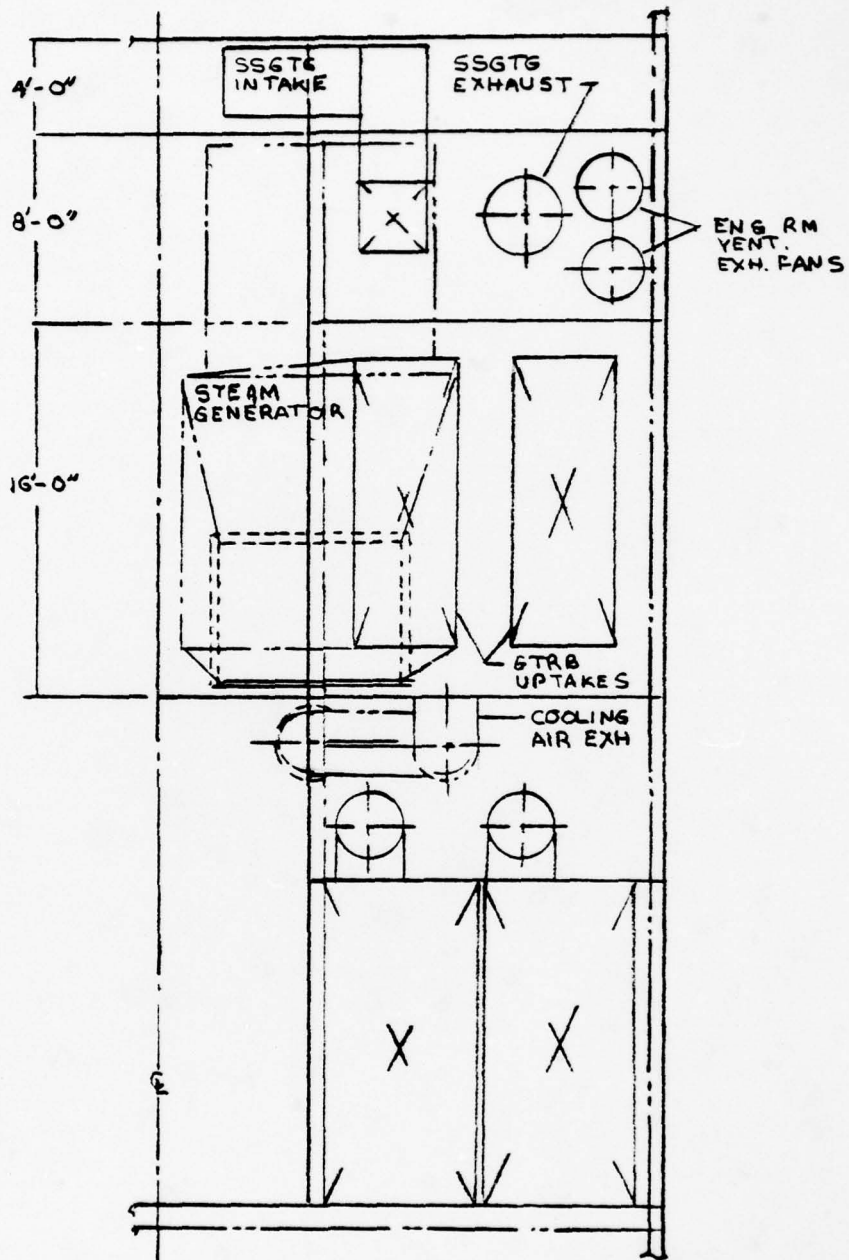 4'-0"
SSGTG
INTAKE
SSGTG
EXHAUST
8'-0"
ENG RM
VENT.
EXH. FANS
STEAM
GENERATOR
16'-0"
GTRB
UPTAKES
COOLING
AIR EXH
℄